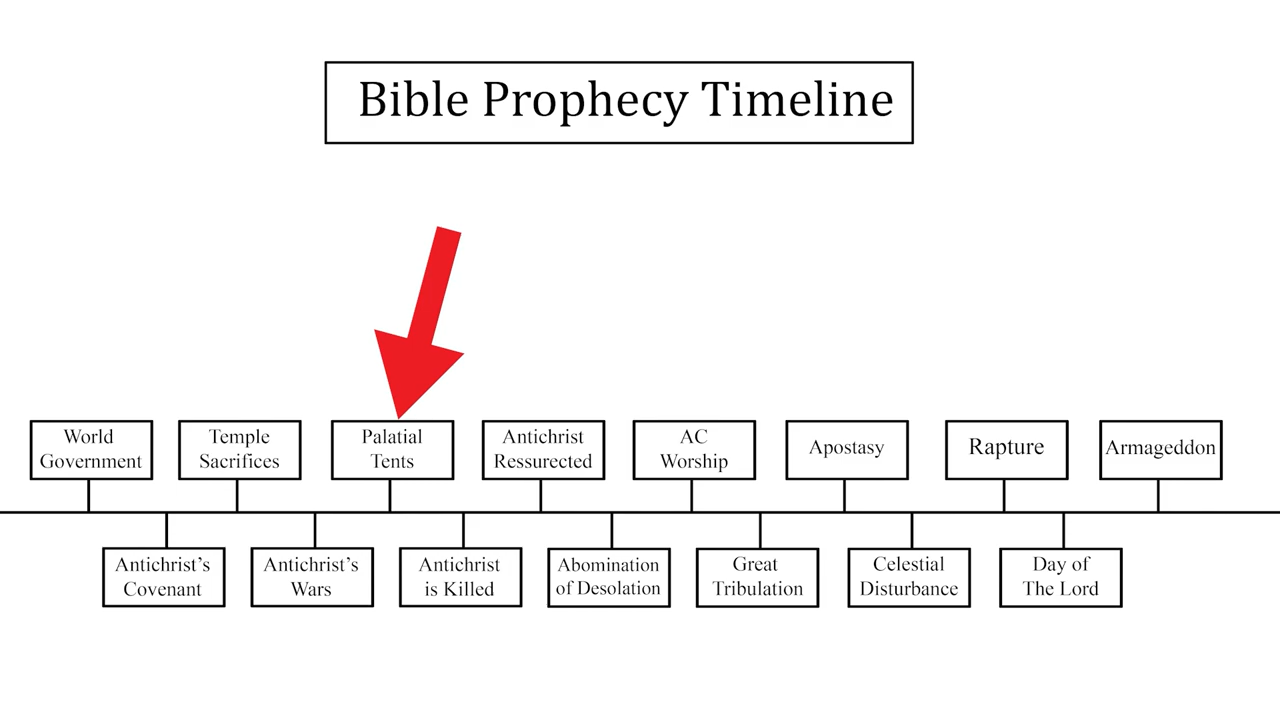 Bible Prophecy Timeline
World
Government
Temple
Sacrifices
Palatial
Tents
Antichrist
Ressurected
AC
Worship
Apostasy
Rapture
Armageddon
Antichrist's
Covenant
Antichrist's
Wars
Antichrist
is Killed
Abomination
of Desolation
Great
Tribulation
Celestial
Disturbance
Day of
The Lord